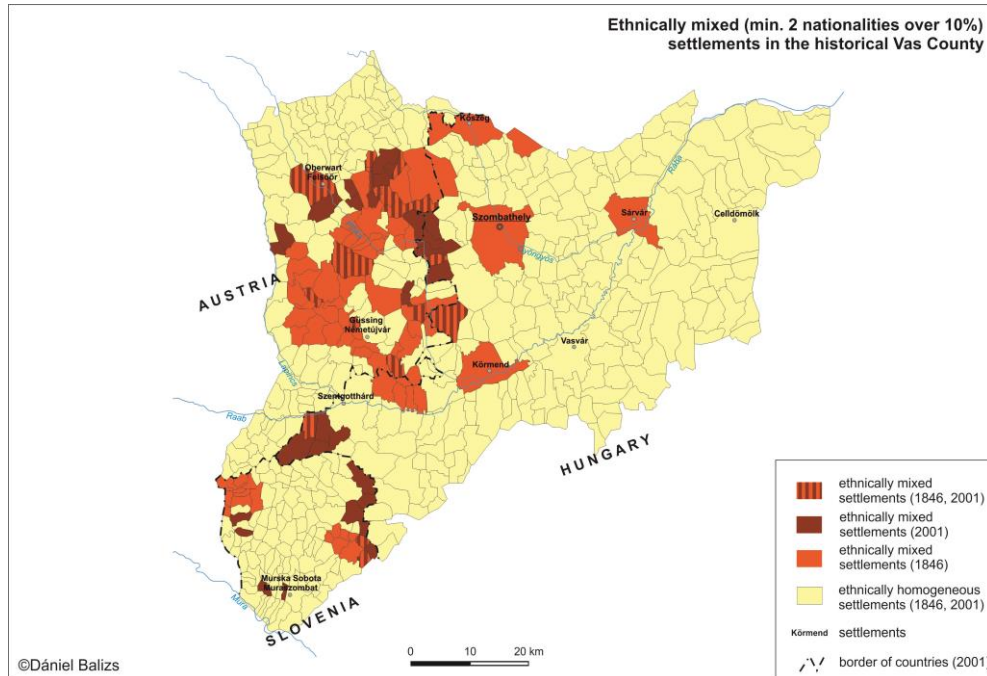 Ethnically mixed (min. 2 nationalities over 10%)
settlements in the historical Vas County
Kőszeg
Oberwart
Felsőőr
Rába
Sárvár
Celldömölk
Szombathely
Gyöngyös
AUSTRIA
Güssing
Németújvár
Vasvár
Körmend
Lapincs
Szentgotthárd
Raab
HUNGARY
Murska Sobota
Muraszombat
Mura
SLOVENIA
ethnically mixed
settlements (1846, 2001)
ethnically mixed
settlements (2001)
ethnically mixed
settlements (1846)
ethnically homogeneous
settlements (1846, 2001)
Körmend settlements
border of countries (2001)
0 10 20 km
©Dániel Balizs